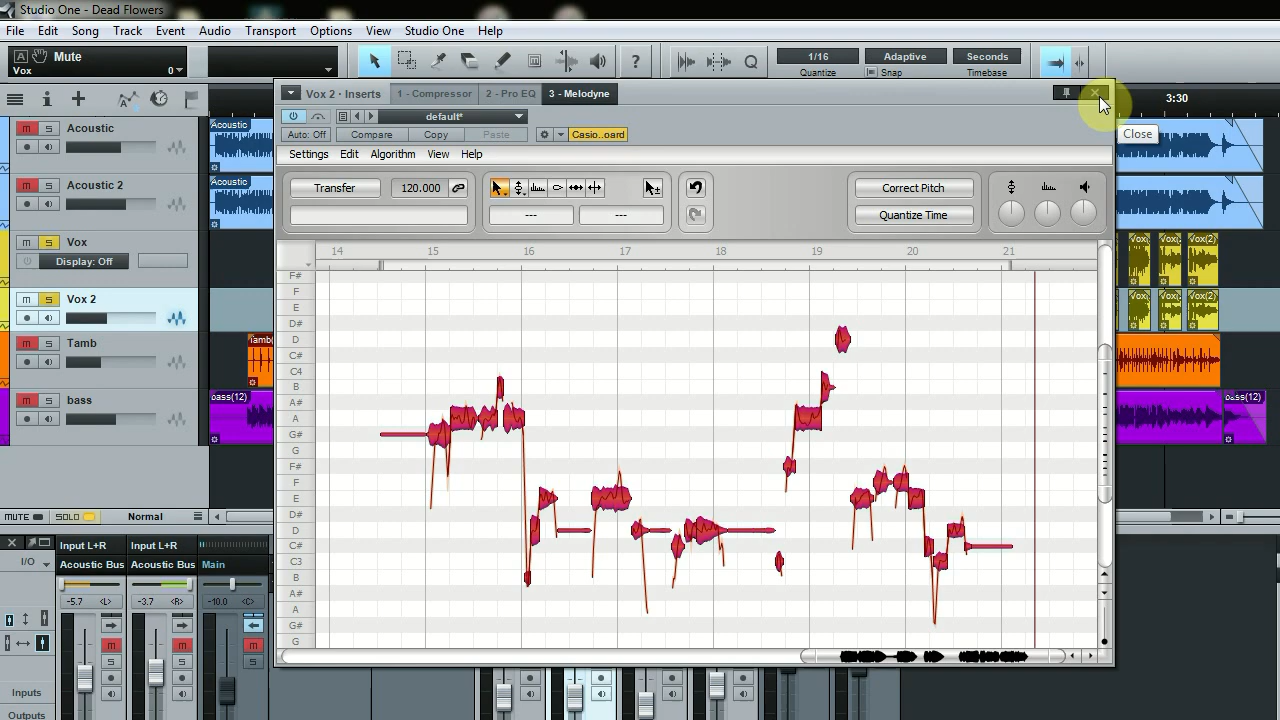 Studio One - Dead Flowers
File Edit Song Track Event Audio Transport Options View Studio One Help
A Mute
Vox 0
?
Q
1/16 Adaptive Seconds
Quantize Snap Timebase
Vox 2 - Inserts 1 - Compressor 2 - Pro EQ 3 - Melodyne
3:30
Close
default*
Auto: Off Compare Copy Paste Casio..oard
Settings Edit Algorithm View Help
Transfer 120.000
--- ---
Correct Pitch
Quantize Time
14 15 16 17 18 19 20 21
F#
F
E
D#
D
C#
C4
B
A#
A
G#
G
F#
F
E
D#
D
C#
C3
B
A#
A
G#
G
M S Acoustic
M S Acoustic 2
M S Vox
Display: Off
M S Vox 2
M S Tamb
M S bass
Acoustic
Acoustic
Tamb(
bass(12)
Vox( Vox(2 Vox(2)
Vox( Vox(2 Vox(2)
bass(12)
MUTE SOLO Normal
Input L+R Input L+R Main
I/O Acoustic Bus Acoustic Bus
-5.7 <L> -3.7 <R> -10.0 <C>
M M M
S S S
Inputs
Outputs